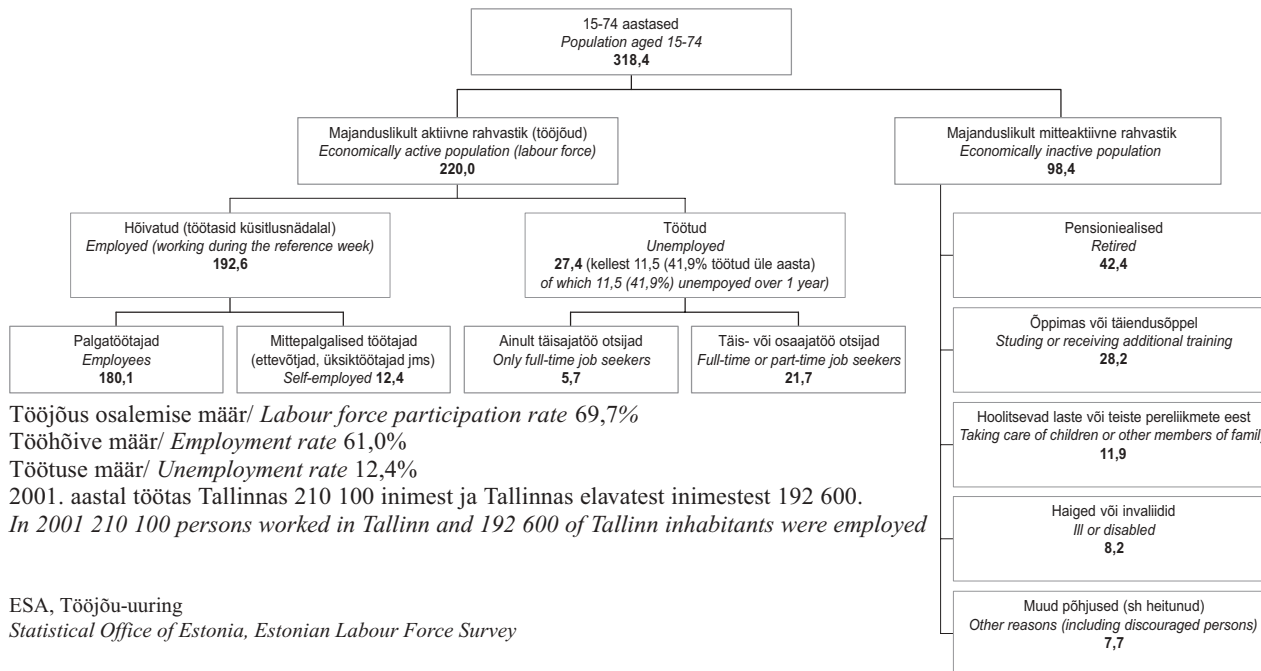 15-74 aastased
Population aged 15-74
318,4
Majanduslikult aktiivne rahvastik (tööjõud)
Economically active population (labour force)
220,0
Majanduslikult mitteaktiivne rahvastik
Economically inactive population
98,4
Hõivatud (töötasid küsitlusnädalal)
Employed (working during the reference week)
192,6
Töötud
Unemployed
27,4 (kellest 11,5 (41,9% töötud üle aasta)
of which 11,5 (41,9%) unempoyed over 1 year)
Palgatöötajad
Employees
180,1
Mittepalgalised töötajad
(ettevõtjad, üksiktöötajad jms)
Self-employed 12,4
Ainult täisajatöö otsijad
Only full-time job seekers
5,7
Täis- või osaajatöö otsijad
Full-time or part-time job seekers
21,7
Pensioniealised
Retired
42,4
Õppimas või täiendusõppel
Studing or receiving additional training
28,2
Hoolitsevad laste või teiste pereliikmete eest
Taking care of children or other members of family
11,9
Haiged või invaliidid
Ill or disabled
8,2
Muud põhjused (sh heitunud)
Other reasons (including discouraged persons)
7,7
Tööjõus osalemise määr/ Labour force participation rate 69,7%
Tööhõive määr/ Employment rate 61,0%
Töötuse määr/ Unemployment rate 12,4%
2001. aastal töötas Tallinnas 210 100 inimest ja Tallinnas elavatest inimestest 192 600.
In 2001 210 100 persons worked in Tallinn and 192 600 of Tallinn inhabitants were employed
ESA, Tööjõu-uuring
Statistical Office of Estonia, Estonian Labour Force Survey